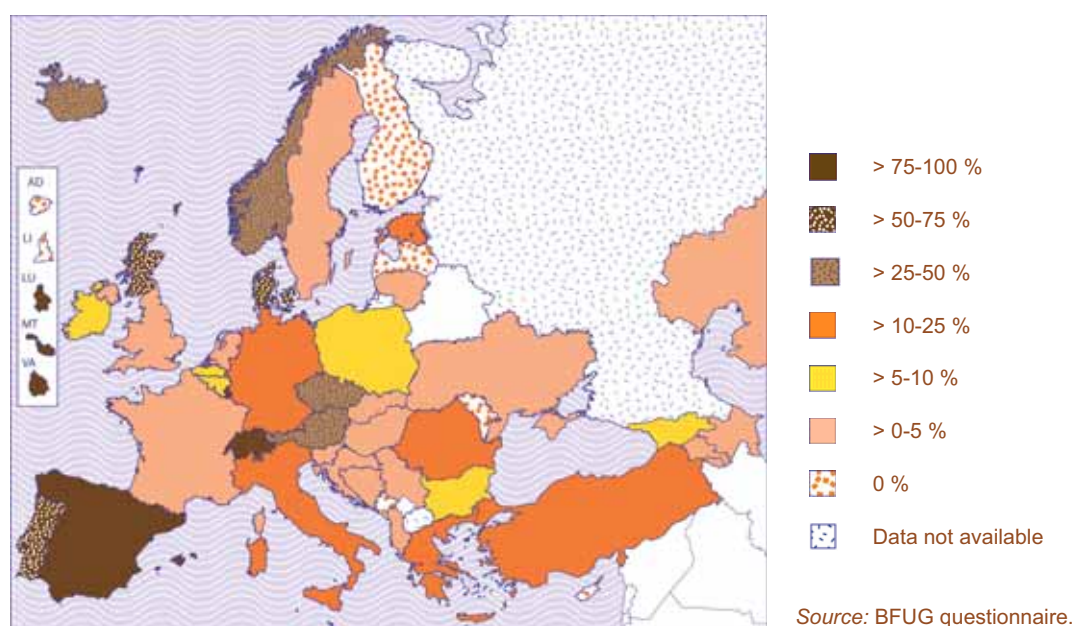 AD
LI
LU
MT
VA
> 75-100 %
> 50-75 %
> 25-50 %
> 10-25 %
> 5-10 %
> 0-5 %
0 %
Data not available
Source: BFUG questionnaire.